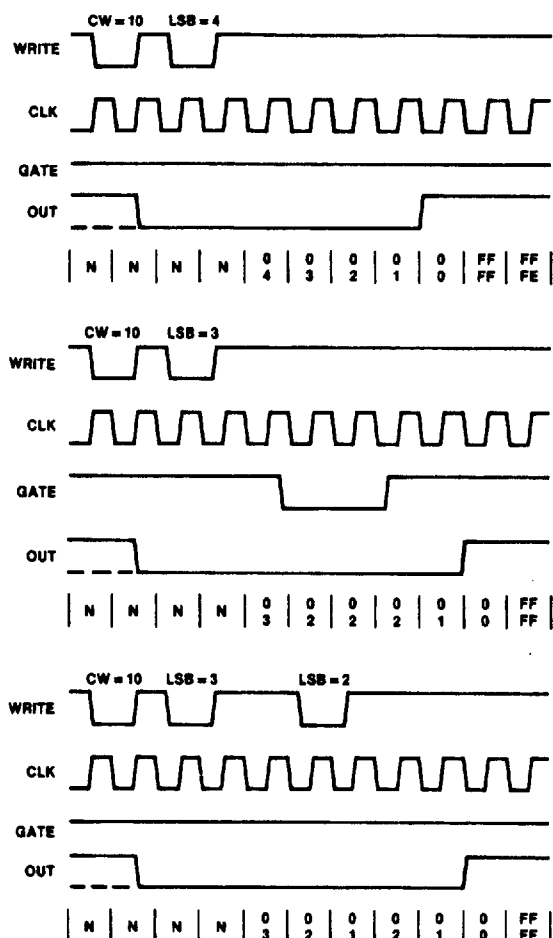 CW = 10 LSB = 4
WRITE
CLK
GATE
OUT
N N N N 0 0 0 0 0 FF FF
4 3 2 1 0 FF FE
CW = 10 LSB = 3
WRITE
CLK
GATE
OUT
N N N N 0 0 0 0 0 0 FF
3 2 2 2 1 0 FF
CW = 10 LSB = 3 LSB = 2
WRITE
CLK
GATE
OUT
N N N N 0 0 0 0 0 0 FF
3 2 1 2 1 0 FF